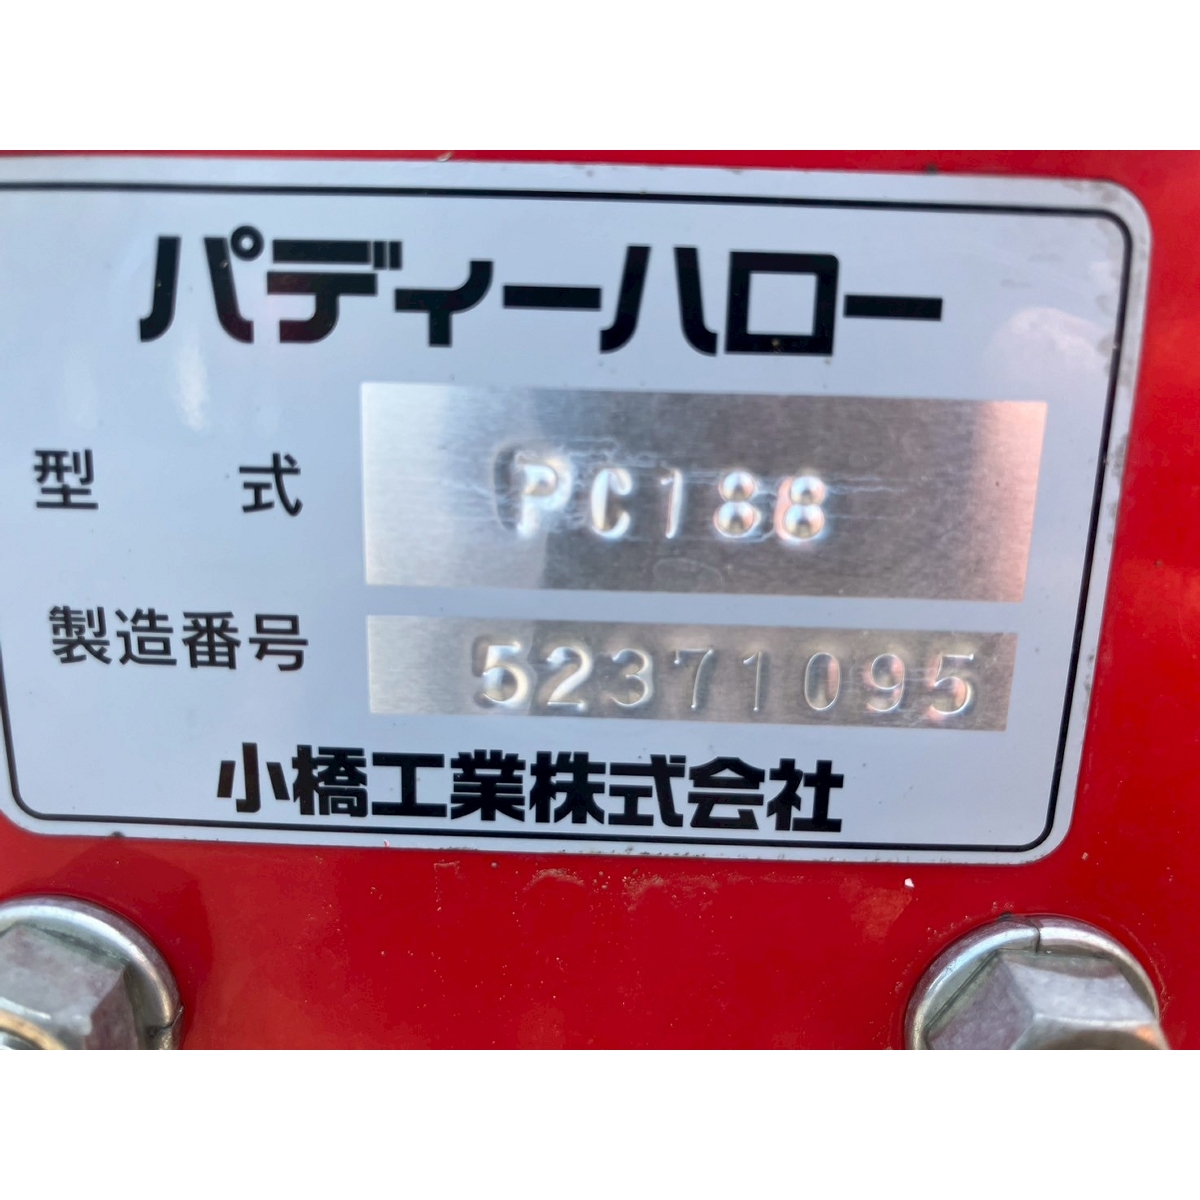 パディーハロー
型式 PC188
製造番号 52371095
小橋工業株式会社